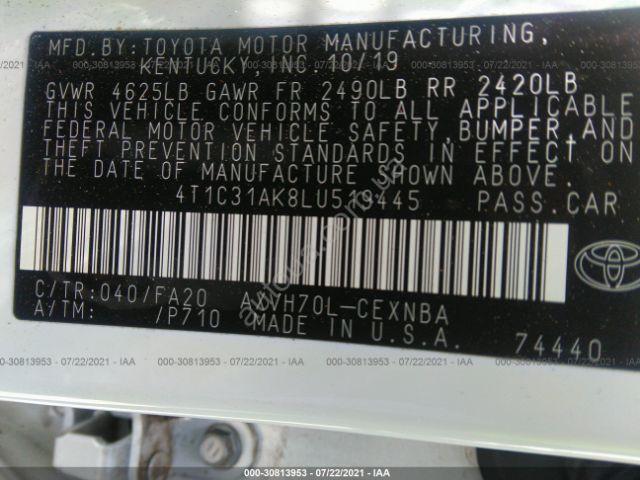 MFD.BY:TOYOTA MOTOR MANUFACTURING,
KENTUCKY, INC. 10/19
GVWR 4625LB GAWR FR 2490LB RR 2420LB
THIS VEHICLE CONFORMS TO ALL APPLICABLE
FEDERAL MOTOR VEHICLE SAFETY, BUMPER, AND
THEFT PREVENTION STANDARDS IN EFFECT ON
THE DATE OF MANUFACTURE SHOWN ABOVE.
4T1C31AK8LU519445 PASS.CAR
TOYOTA
C/TR:040/FA20 AXVH70L-CEXNBA
A/TM: /P710 MADE IN U.S.A.
74440
000-30813953 - 07/22/2021 - IAA